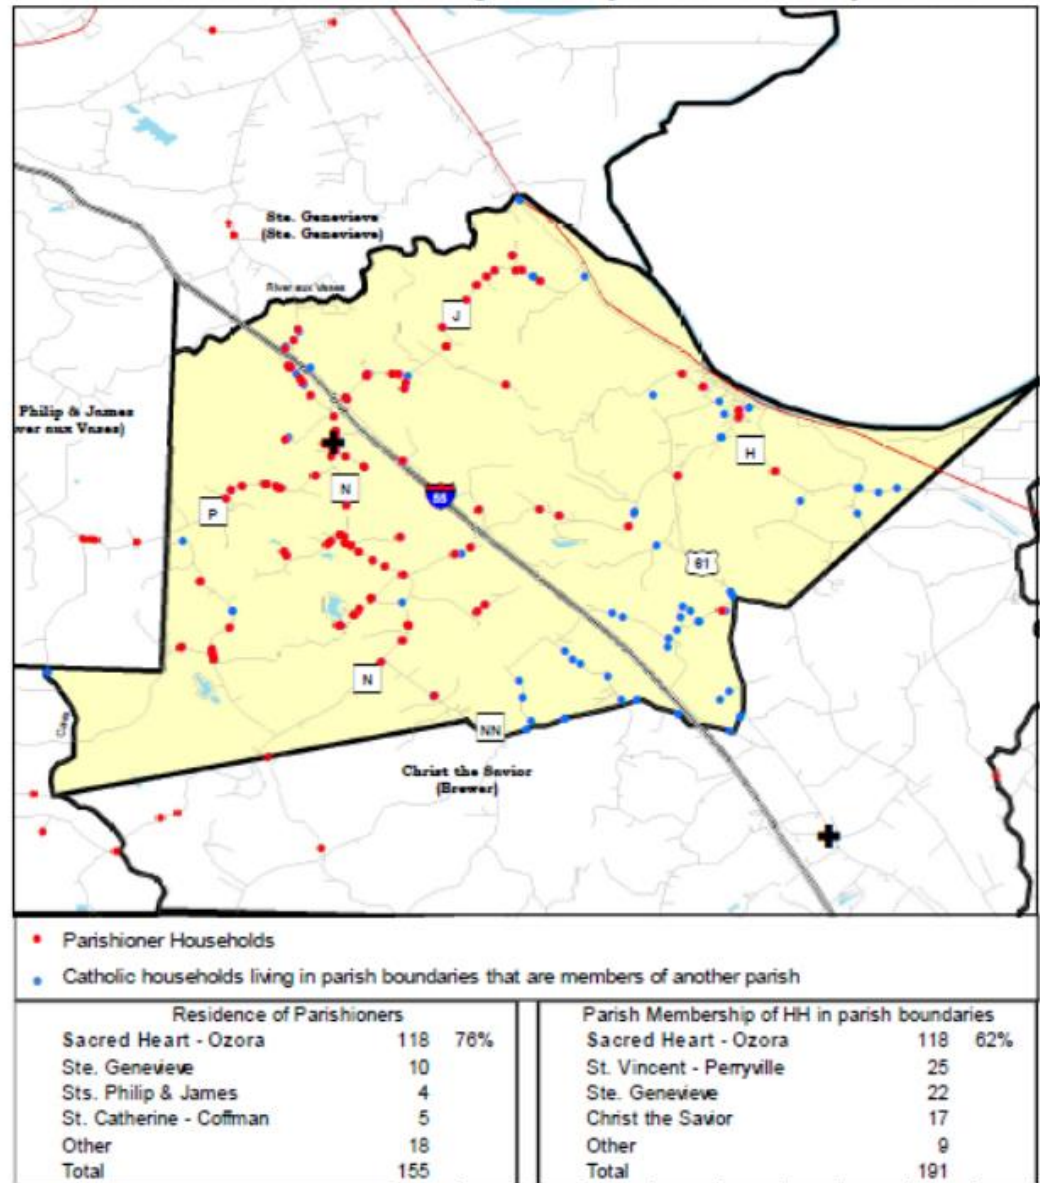 Ste. Genevieve
(Ste. Genevieve)
River aux Vases
J
Philip & James
ver aux Vases)
H
N
55
P
61
N
NN
Christ the Savior
(Brewer)
Parishioner Households
Catholic households living in parish boundaries that are members of another parish
Residence of Parishioners
Sacred Heart - Ozora 118 76%
Ste. Genevieve 10
Sts. Philip & James 4
St. Catherine - Coffman 5
Other 18
Total 155
Parish Membership of HH in parish boundaries
Sacred Heart - Ozora 118 62%
St. Vincent - Perryville 25
Ste. Genevieve 22
Christ the Savior 17
Other 9
Total 191